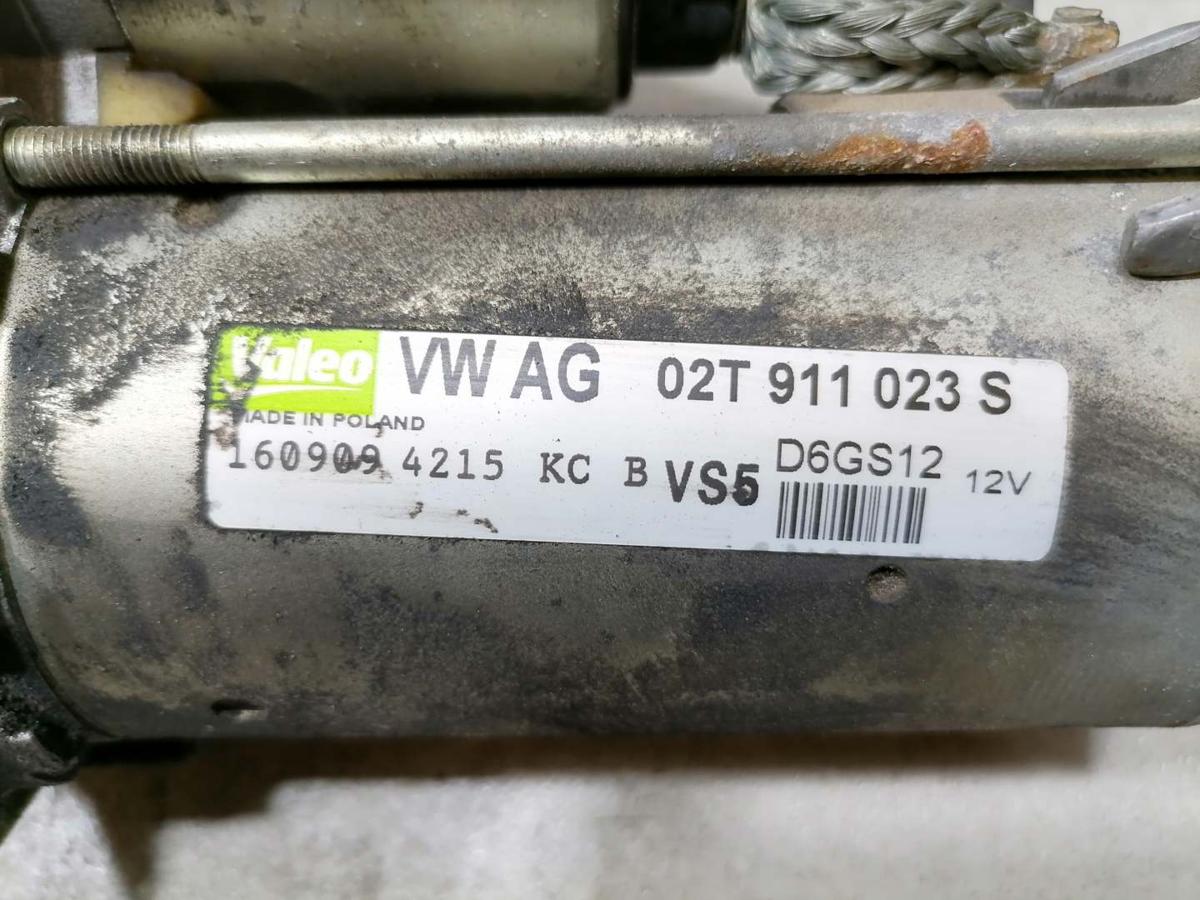 Valeo VW AG 02T 911 023 S
MADE IN POLAND
160909 4215 KC B VS5 D6GS12 12V